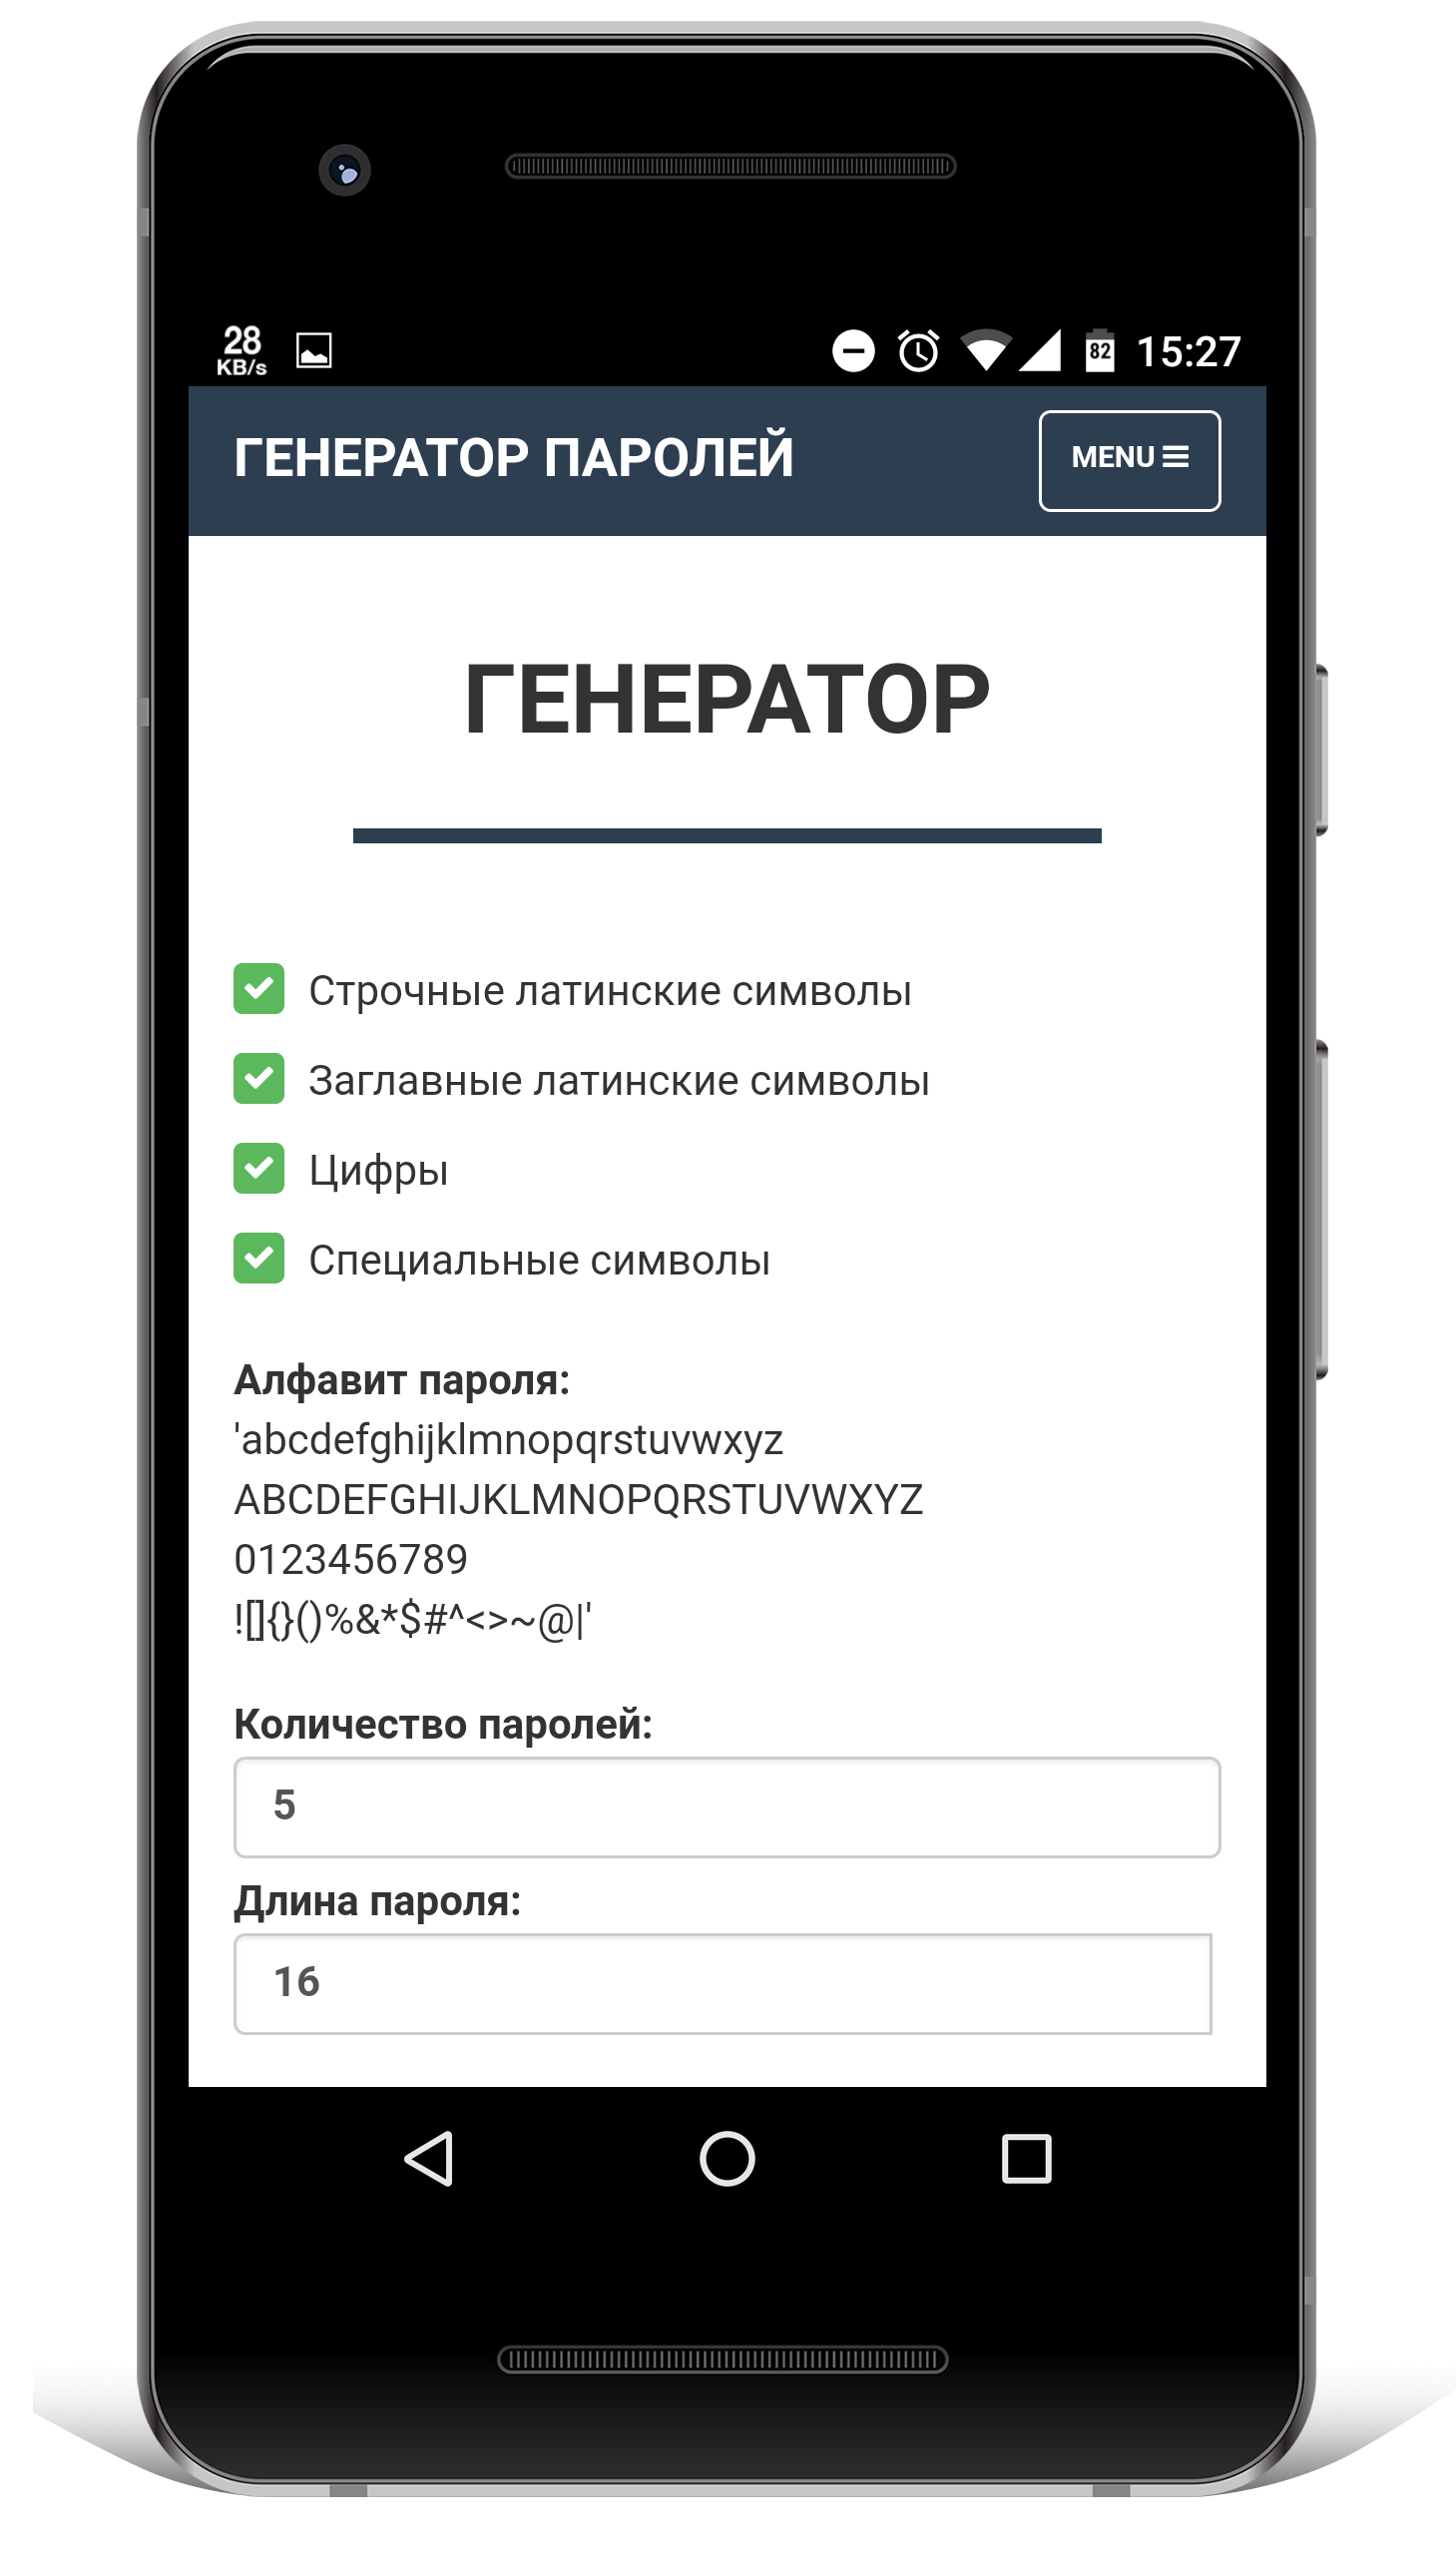 28
KB/s
82
15:27
ГЕНЕРАТОР ПАРОЛЕЙ
MENU
ГЕНЕРАТОР
Строчные латинские символы
Заглавные латинские символы
Цифры
Специальные символы
Алфавит пароля:
'abcdefghijklmnopqrstuvwxyz
ABCDEFGHIJKLMNOPQRSTUVWXYZ
0123456789
![]{}()%&*$#^<>~@|'
Количество паролей:
5
Длина пароля:
16